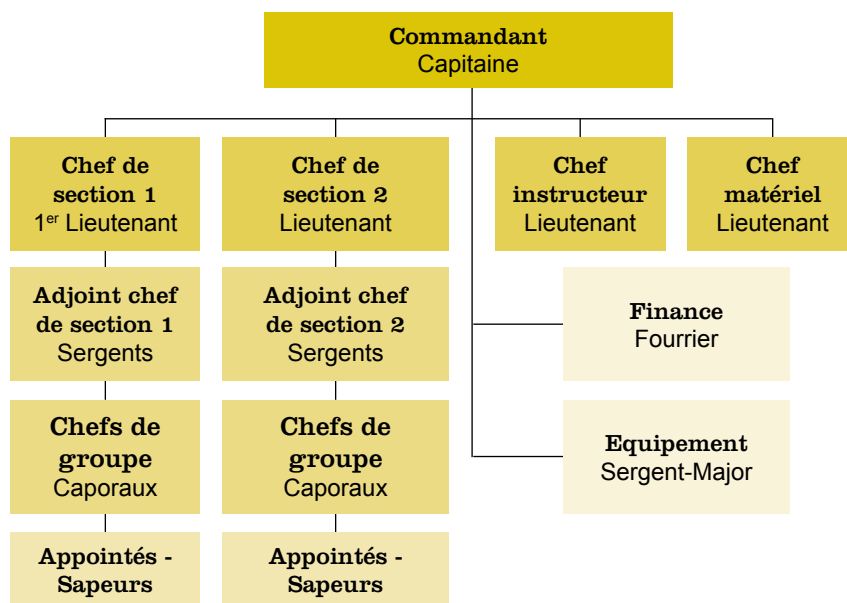 Commandant
Capitaine
Chef de
section 1
1er Lieutenant
Chef de
section 2
Lieutenant
Chef
instructeur
Lieutenant
Chef
matériel
Lieutenant
Adjoint chef
de section 1
Sergents
Adjoint chef
de section 2
Sergents
Finance
Fourrier
Chefs de
groupe
Caporaux
Chefs de
groupe
Caporaux
Equipement
Sergent-Major
Appointés -
Sapeurs
Appointés -
Sapeurs